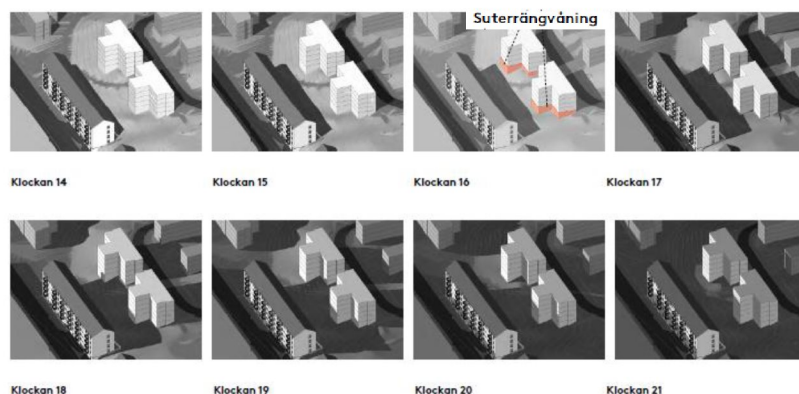 Suterrängvåning
Klockan 14
Klockan 15
Klockan 16
Klockan 17
Klockan 18
Klockan 19
Klockan 20
Klockan 21